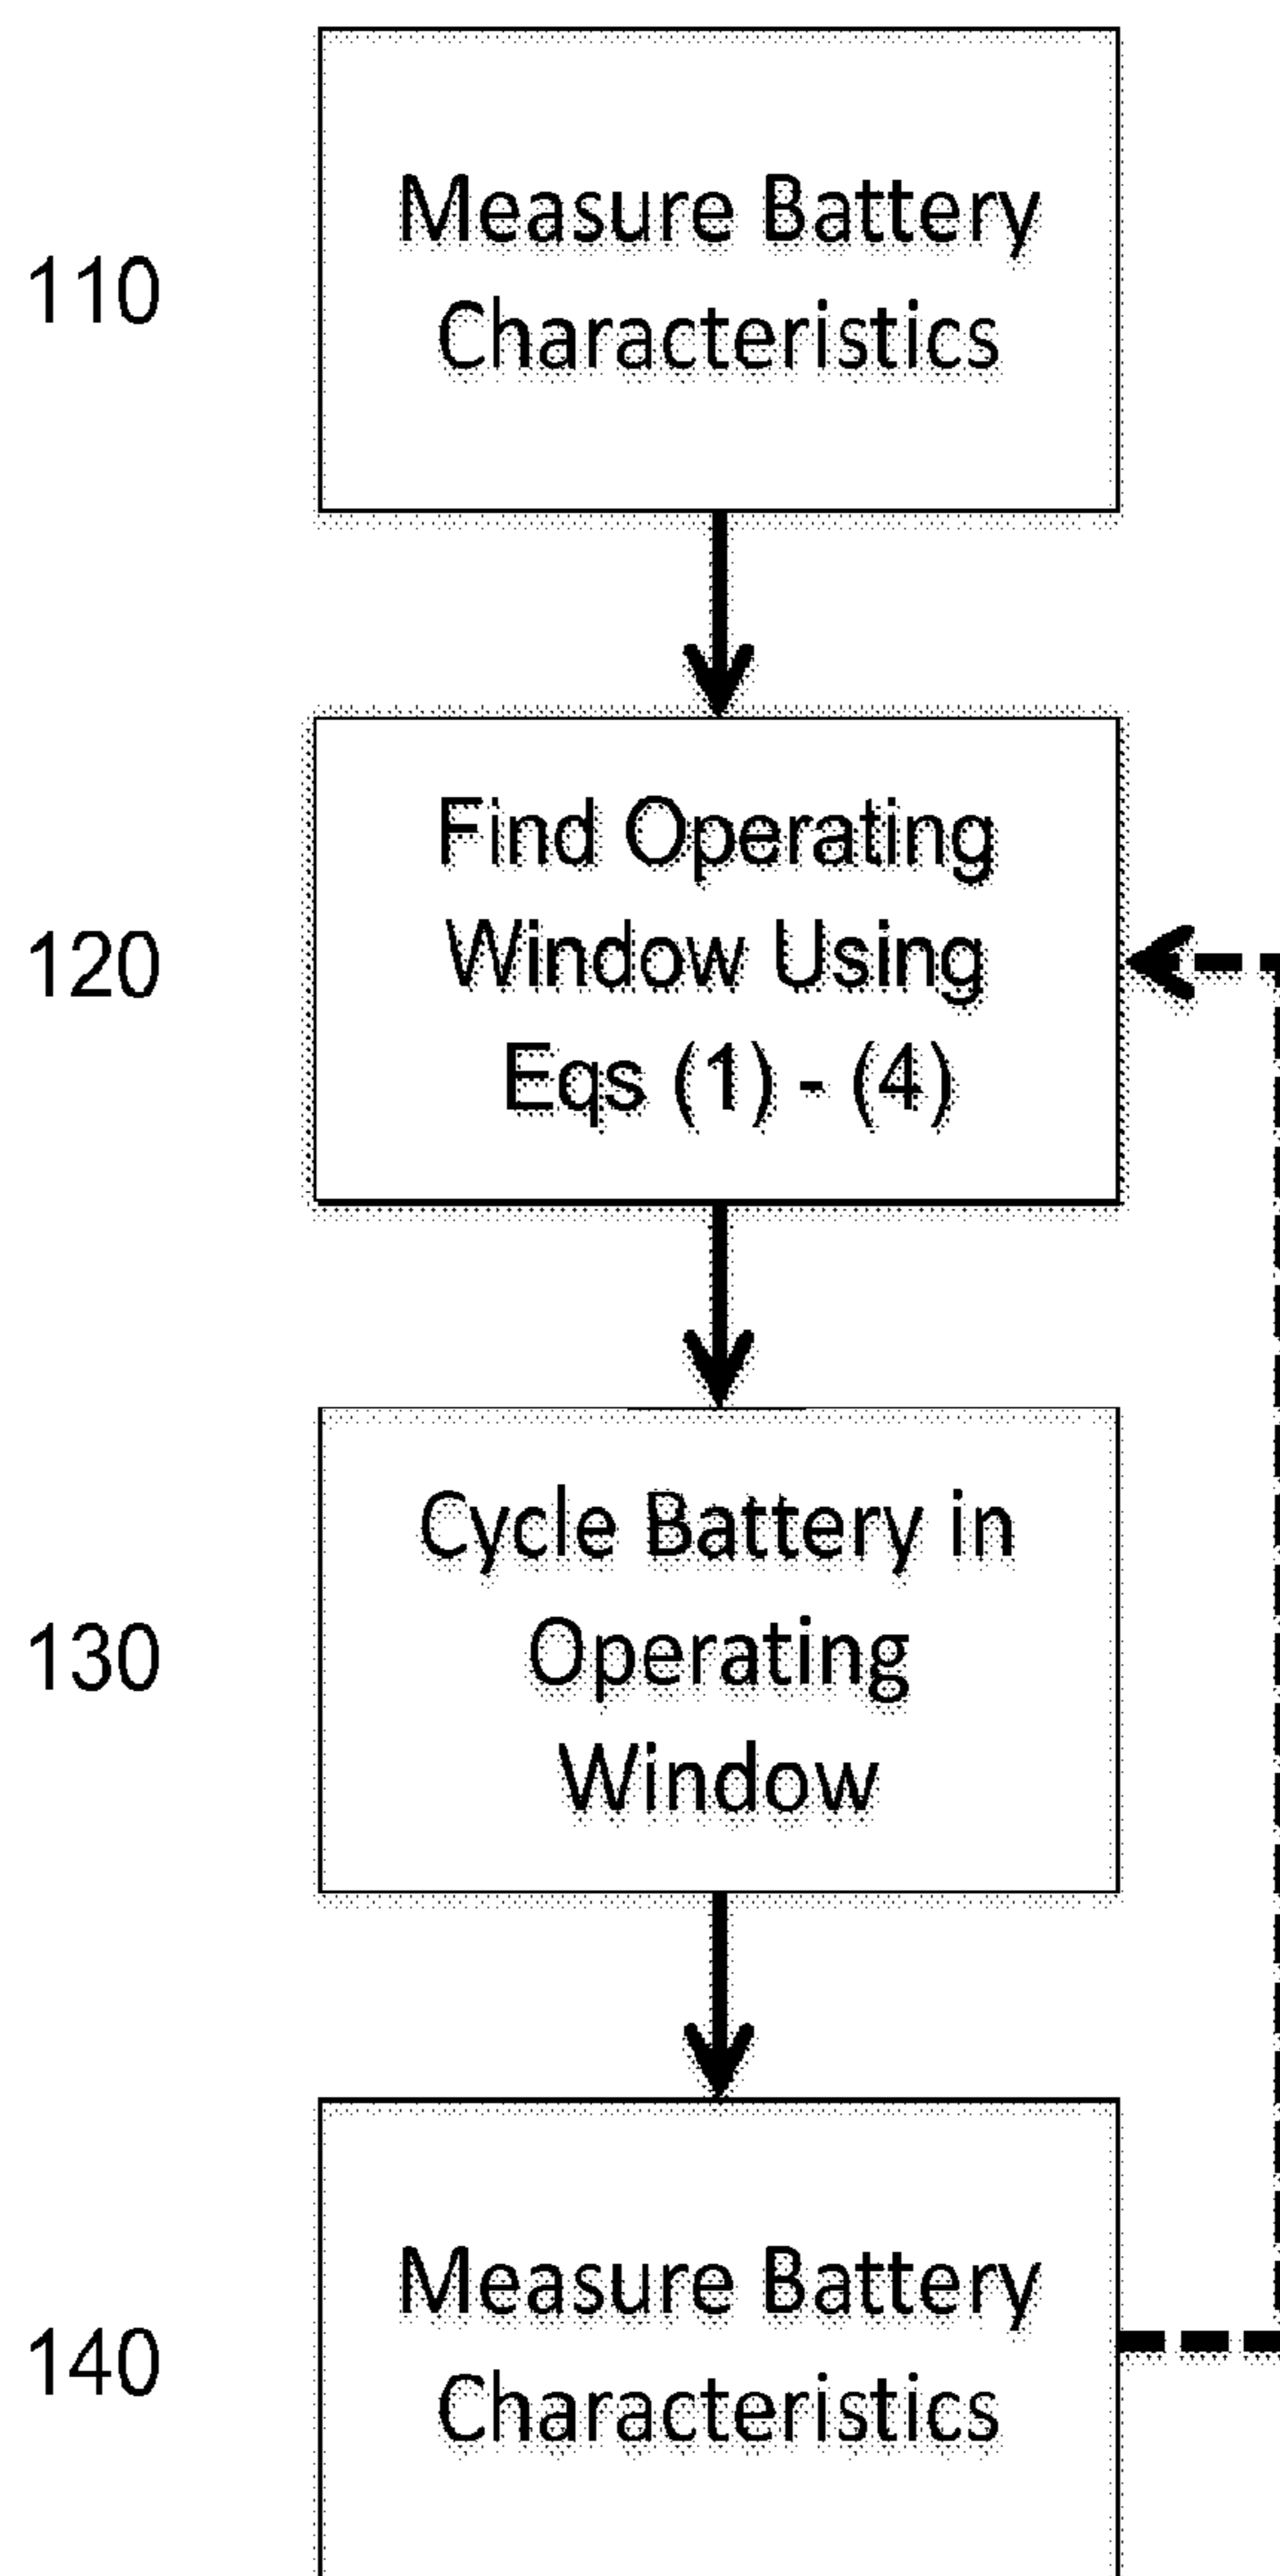 110
Measure Battery
Characteristics
120
Find Operating
Window Using
Eqs (1) - (4)
130
Cycle Battery in
Operating
Window
140
Measure Battery
Characteristics